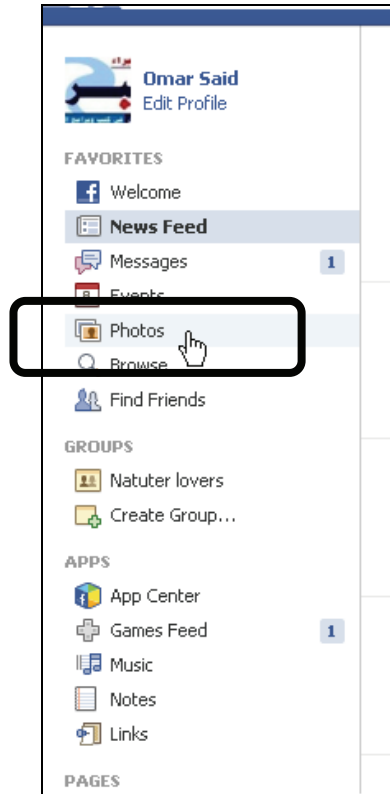 Omar Said
Edit Profile
FAVORITES
Welcome
News Feed
Messages 1
Events
Photos
Browse
Find Friends
GROUPS
Natuter lovers
Create Group...
APPS
App Center
Games Feed 1
Music
Notes
Links
PAGES